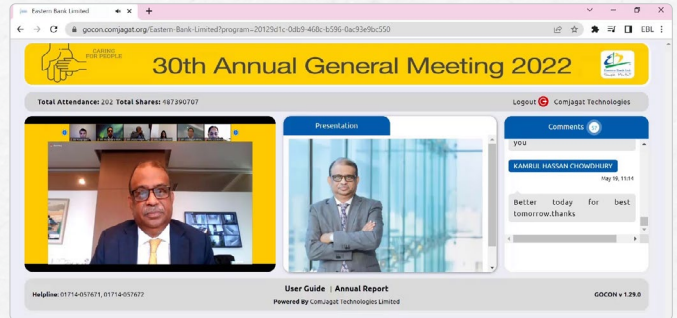 Eastern Bank Limited
gocon.comjagat.org/Eastern-Bank-Limited?program=20129d1c-0db9-468c-b596-0ac93e9bc550
EBL
CARING
FOR PEOPLE
30th Annual General Meeting 2022
Total Attendance: 202 Total Shares: 487390707
Logout Comjagat Technologies
Presentation
Comments
you
KAMRUL HASSAN CHOWDHURY
May 19, 11:14
Better today for best
tomorrow.thanks
Helpline: 01714-057671, 01714-057672
User Guide | Annual Report
Powered By ComJagat Technologies Limited
GOCON v 1.29.0